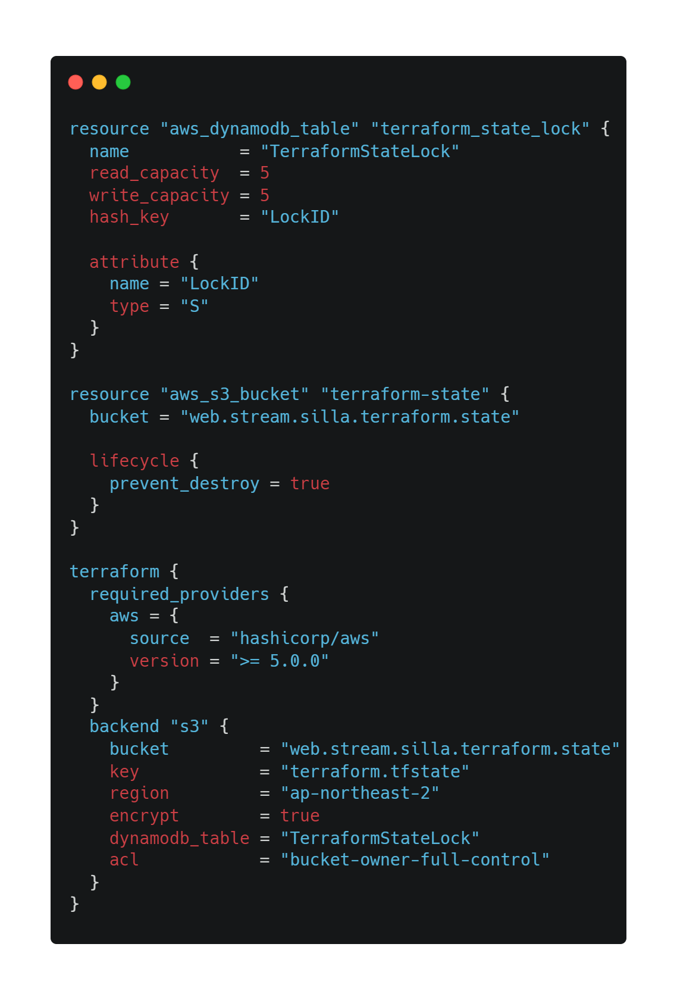 resource "aws_dynamodb_table" "terraform_state_lock" {
  name           = "TerraformStateLock"
  read_capacity  = 5
  write_capacity = 5
  hash_key       = "LockID"

  attribute {
    name = "LockID"
    type = "S"
  }
}

resource "aws_s3_bucket" "terraform-state" {
  bucket = "web.stream.silla.terraform.state"

  lifecycle {
    prevent_destroy = true
  }
}

terraform {
  required_providers {
    aws = {
      source  = "hashicorp/aws"
      version = ">= 5.0.0"
    }
  }
  backend "s3" {
    bucket         = "web.stream.silla.terraform.state"
    key            = "terraform.tfstate"
    region         = "ap-northeast-2"
    encrypt        = true
    dynamodb_table = "TerraformStateLock"
    acl            = "bucket-owner-full-control"
  }
}